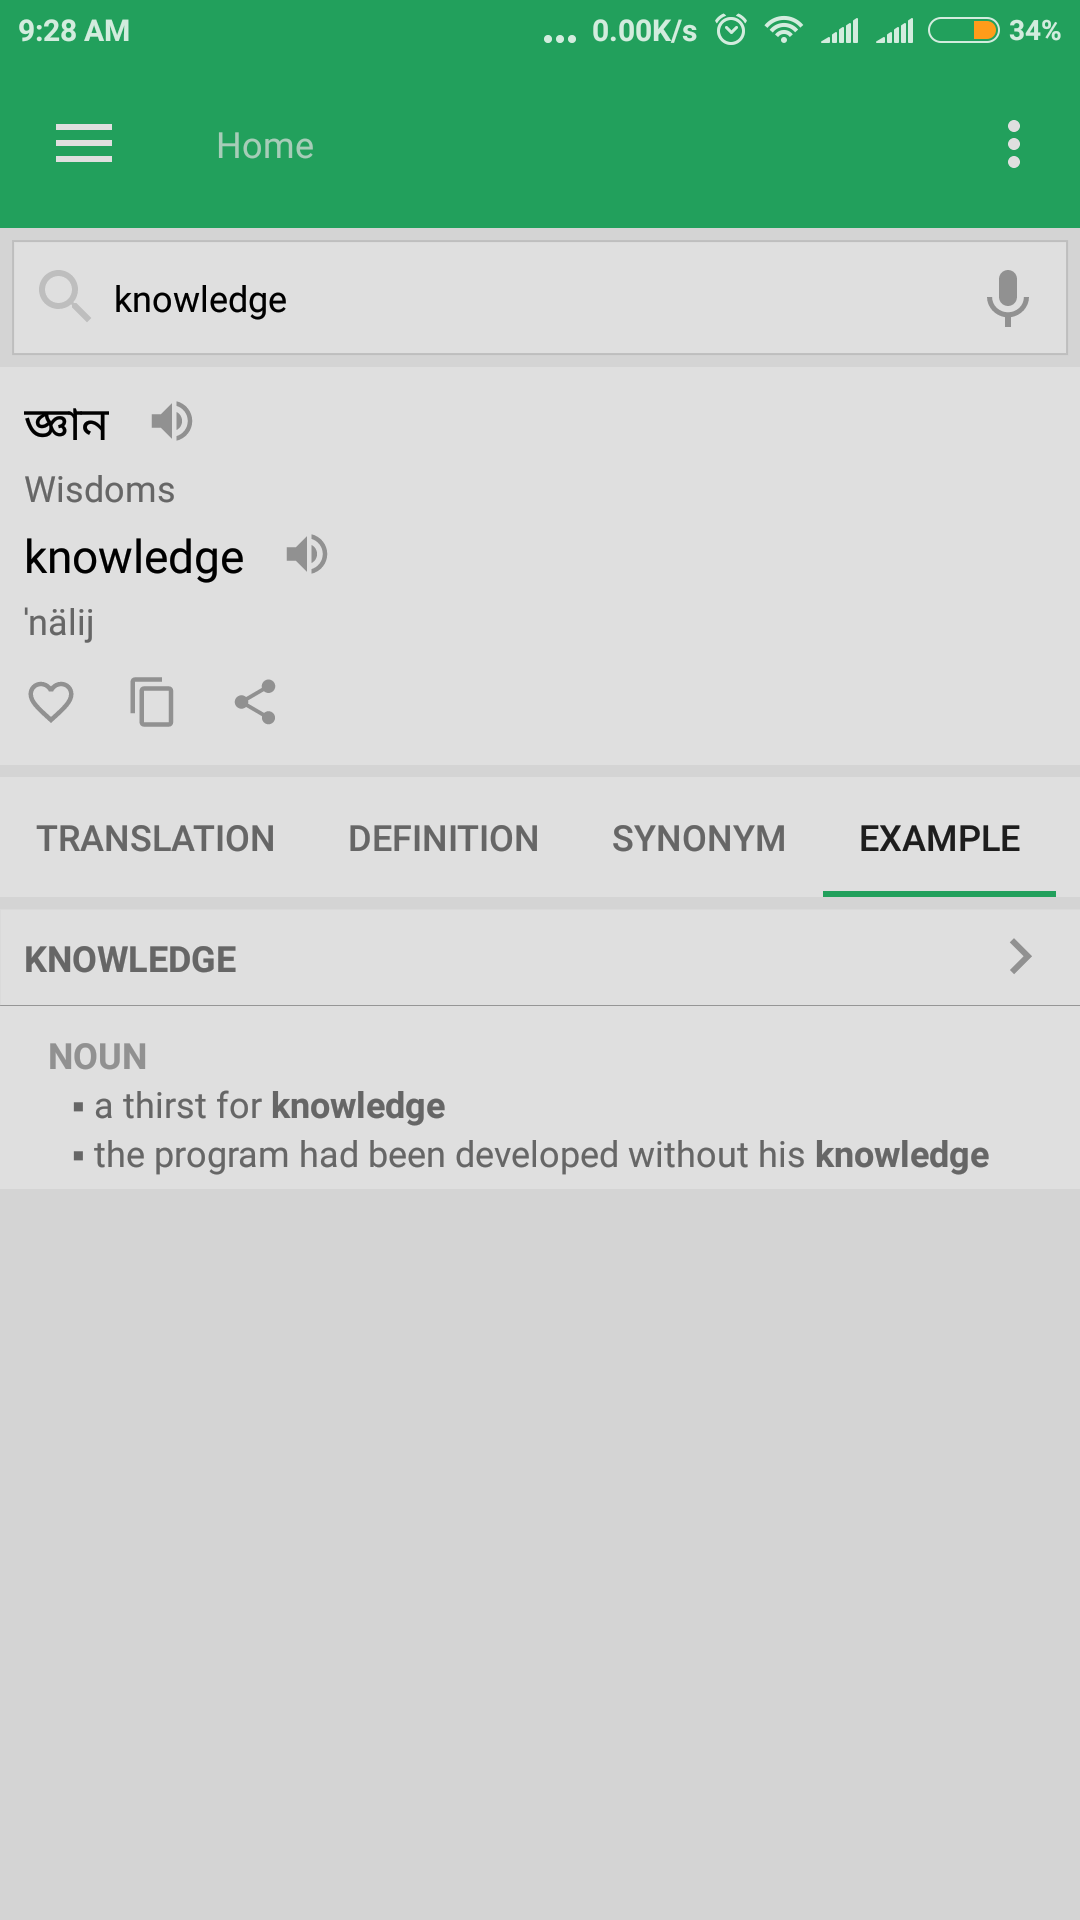 9:28 AM ... 0.00K/s 34%
Home
knowledge
জ্ঞান
Wisdoms
knowledge
'nälij
TRANSLATION DEFINITION SYNONYM EXAMPLE
KNOWLEDGE
NOUN
▪ a thirst for knowledge
▪ the program had been developed without his knowledge